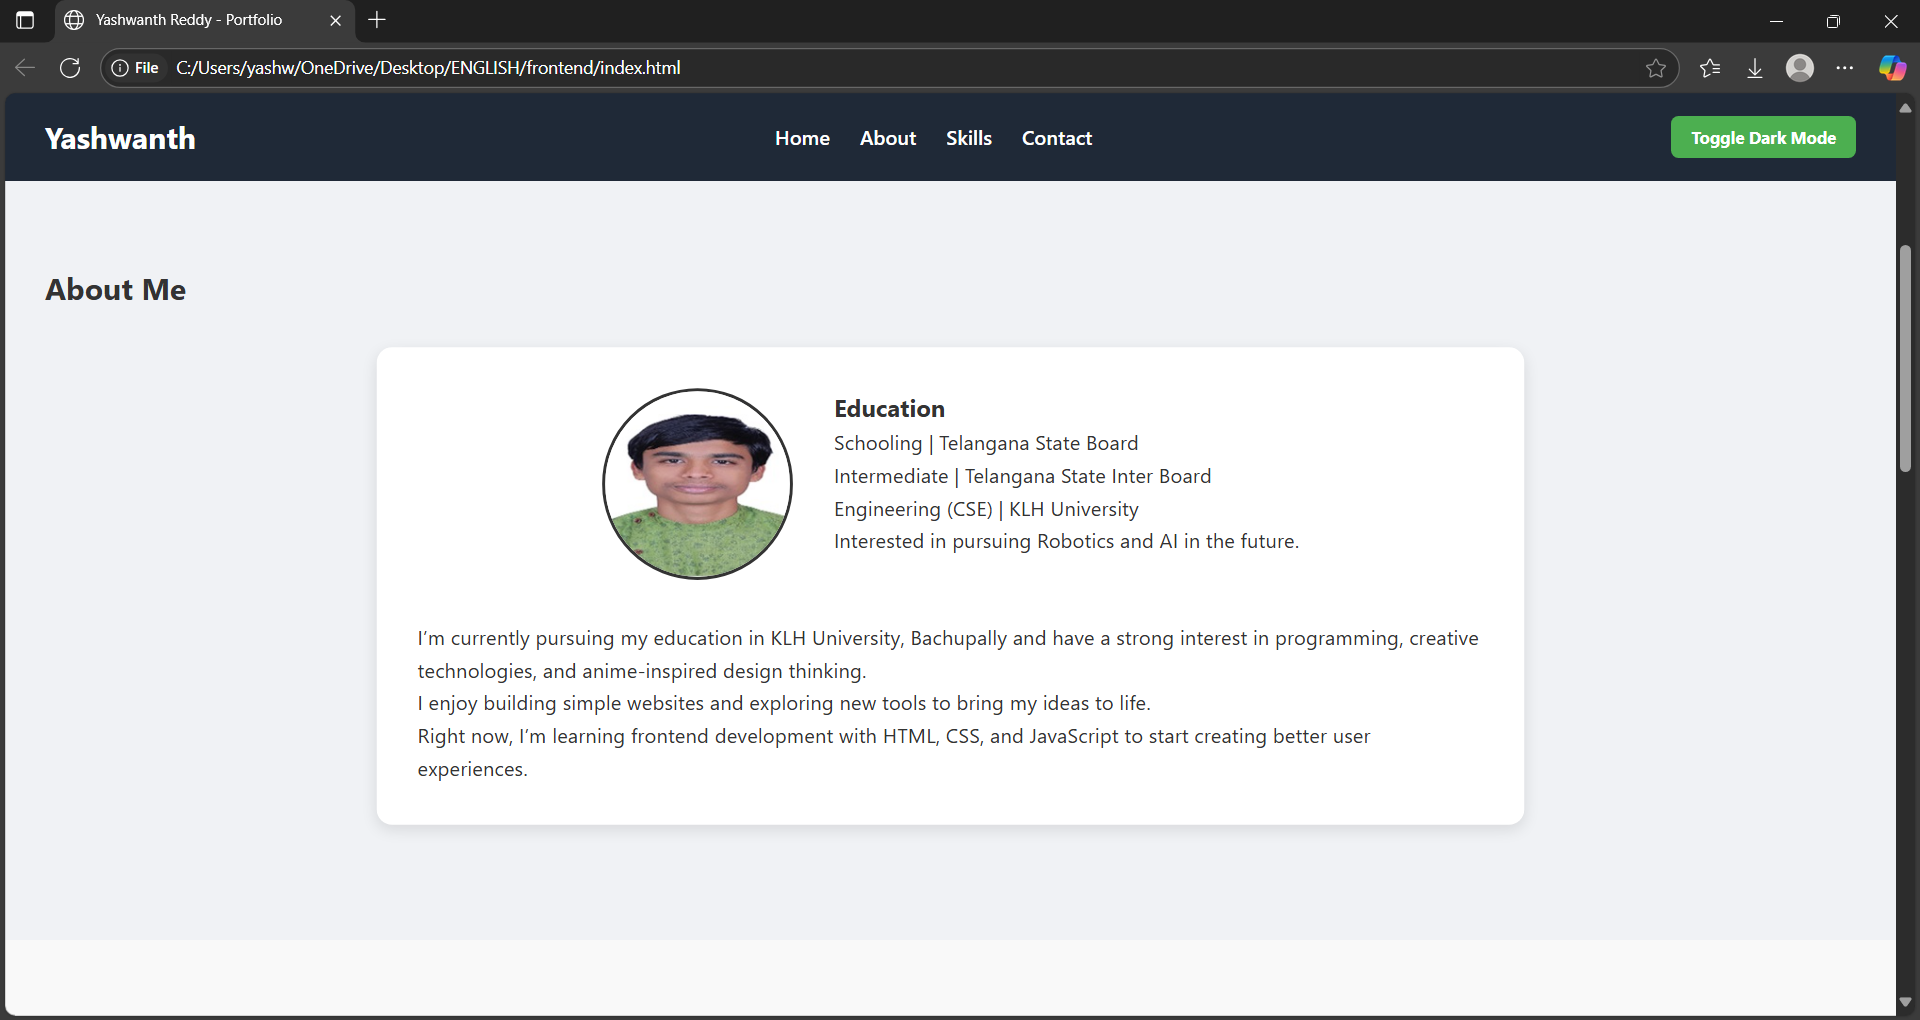 Yashwanth Reddy - Portfolio
File C:/Users/yashw/OneDrive/Desktop/ENGLISH/frontend/index.html
Yashwanth Home About Skills Contact Toggle Dark Mode
About Me
Education
Schooling | Telangana State Board
Intermediate | Telangana State Inter Board
Engineering (CSE) | KLH University
Interested in pursuing Robotics and AI in the future.
I’m currently pursuing my education in KLH University, Bachupally and have a strong interest in programming, creative
technologies, and anime-inspired design thinking.
I enjoy building simple websites and exploring new tools to bring my ideas to life.
Right now, I’m learning frontend development with HTML, CSS, and JavaScript to start creating better user
experiences.